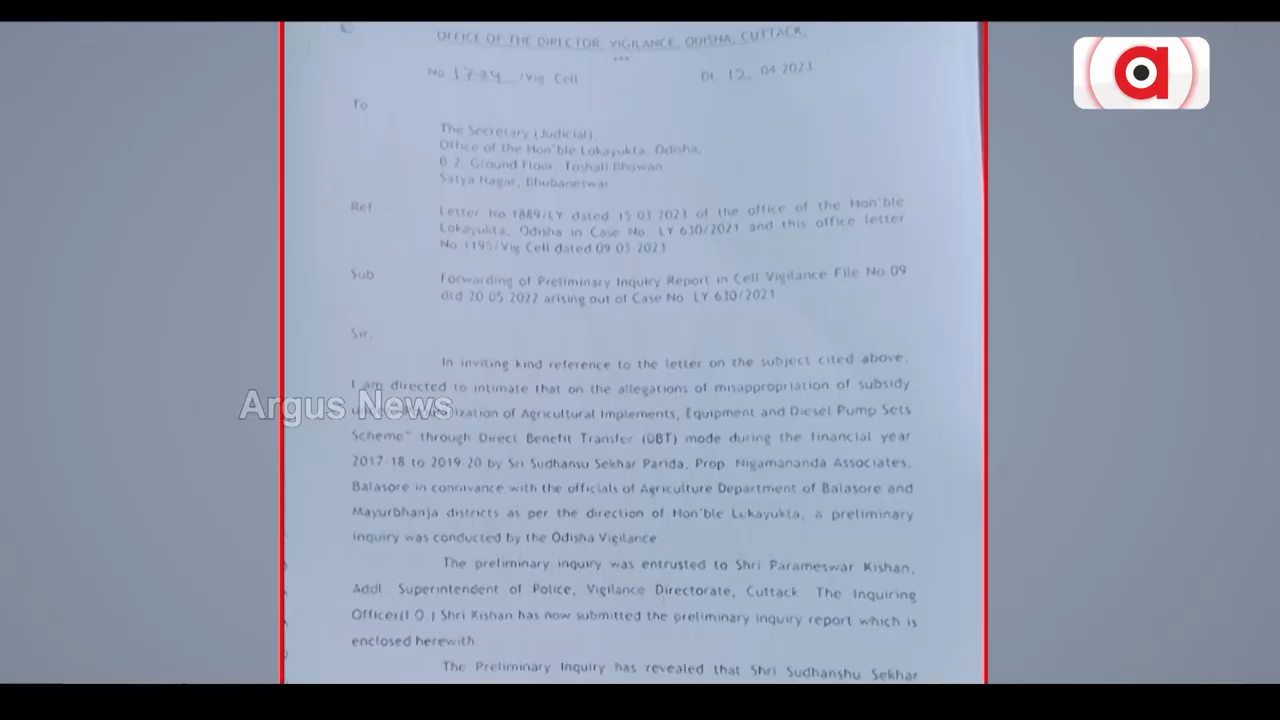 OFFICE OF THE DIRECTOR, VIGILANCE, ODISHA, CUTTACK
***
No 1784 /Vig Cell Dt 12 04 2023
To
The Secretary (Judicial),
Office of the Hon'ble Lokayukta, Odisha,
B 2, Ground Floor, Toshali Bhawan
Satya Nagar, Bhubaneswar
Ref Letter No 1889/LY dated 15 03 2023 of the office of the Hon'ble
Lokayukta, Odisha in Case No. LY 630/2021 and this office letter
No 1195/Vig Cell dated 09 03 2023
Sub Forwarding of Preliminary Inquiry Report in Cell Vigilance File No 09
dtd 20 05 2022 arising out of Case No. LY 630/2021
Sir,
In inviting kind reference to the letter on the subject cited above,
I am directed to intimate that on the allegations of misappropriation of subsidy
of Agricultural Implements, Equipment and Diesel Pump Sets
Scheme" through Direct Benefit Transfer (DBT) mode during the financial year
2017-18 to 2019-20 by Sri Sudhansu Sekhar Parida, Prop. Nigamananda Associates,
Balasore in connivance with the officials of Agriculture Department of Balasore and
Mayurbhanja districts as per the direction of Hon'ble Lokayukta, a preliminary
inquiry was conducted by the Odisha Vigilance
The preliminary inquiry was entrusted to Shri Parameswar Kishan,
Addl. Superintendent of Police, Vigilance Directorate, Cuttack. The Inquiring
Officer(I.O.) Shri Kishan has now submitted the preliminary inquiry report which is
enclosed herewith
The Preliminary Inquiry has revealed that Shri Sudhanshu Sekhar
Argus News
a